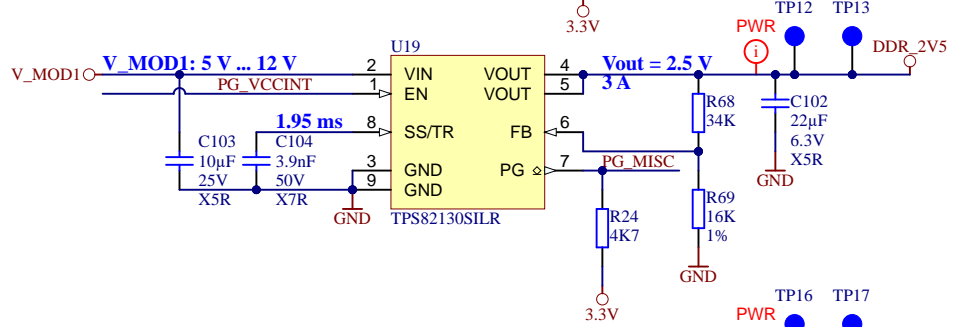 3.3V
TP12
TP13
PWR
i
DDR_2V5
U19
V_MOD1
V_MOD1: 5 V ... 12 V
2
VIN
VOUT
4
Vout = 2.5 V
PG_VCCINT
1
EN
VOUT
5
3 A
R68
34K
C102
22µF
6.3V
X5R
GND
1.95 ms
8
SS/TR
FB
6
C103
10µF
25V
X5R
C104
3.9nF
50V
X7R
3
GND
PG
7
PG_MISC
9
GND
GND
TPS82130SILR
R24
4K7
R69
16K
1%
GND
3.3V
PWR
TP16
TP17